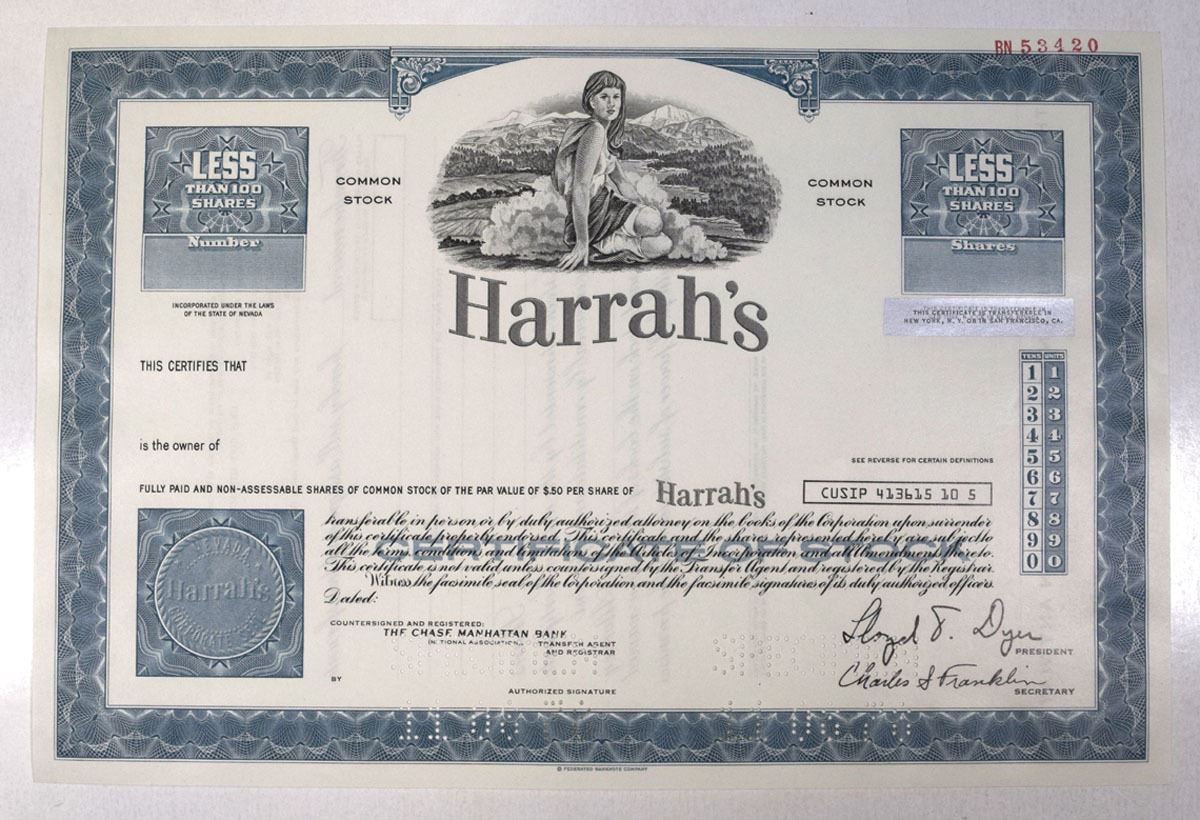 BN 53420
LESS
THAN 100
SHARES
Number
COMMON
STOCK
COMMON
STOCK
LESS
THAN 100
SHARES
Shares
INCORPORATED UNDER THE LAWS
OF THE STATE OF NEVADA
Harrah's
THIS CERTIFICATE IS TRANSFERABLE IN
NEW YORK, N. Y. OR IN SAN FRANCISCO, CA.
THIS CERTIFIES THAT
TENS UNITS
1 1
2 2
3 3
4 4
5 5
6 6
7 7
8 8
9 9
0 0
is the owner of
SEE REVERSE FOR CERTAIN DEFINITIONS
FULLY PAID AND NON-ASSESSABLE SHARES OF COMMON STOCK OF THE PAR VALUE OF $.50 PER SHARE OF Harrah's
CUSIP 413615 10 5
transferable in person or by duly authorized attorney on the books of the Corporation upon surrender
of this certificate properly endorsed. This certificate and the shares represented hereby are subject to
all the terms, conditions and limitations of the Articles of Incorporation and all Amendments thereto.
This certificate is not valid unless countersigned by the Transfer Agent and registered by the Registrar.
Witness the facsimile seal of the Corporation and the facsimile signatures of its duly authorized officers.
Dated:
NEVADA
Harrah's
CORPORATE SEAL
COUNTERSIGNED AND REGISTERED:
THE CHASE MANHATTAN BANK
(NATIONAL ASSOCIATION) TRANSFER AGENT
AND REGISTRAR
BY
AUTHORIZED SIGNATURE
Lloyd T. Dyer
PRESIDENT
Charles S Franklin
SECRETARY
© FEDERATED BANKNOTE COMPANY